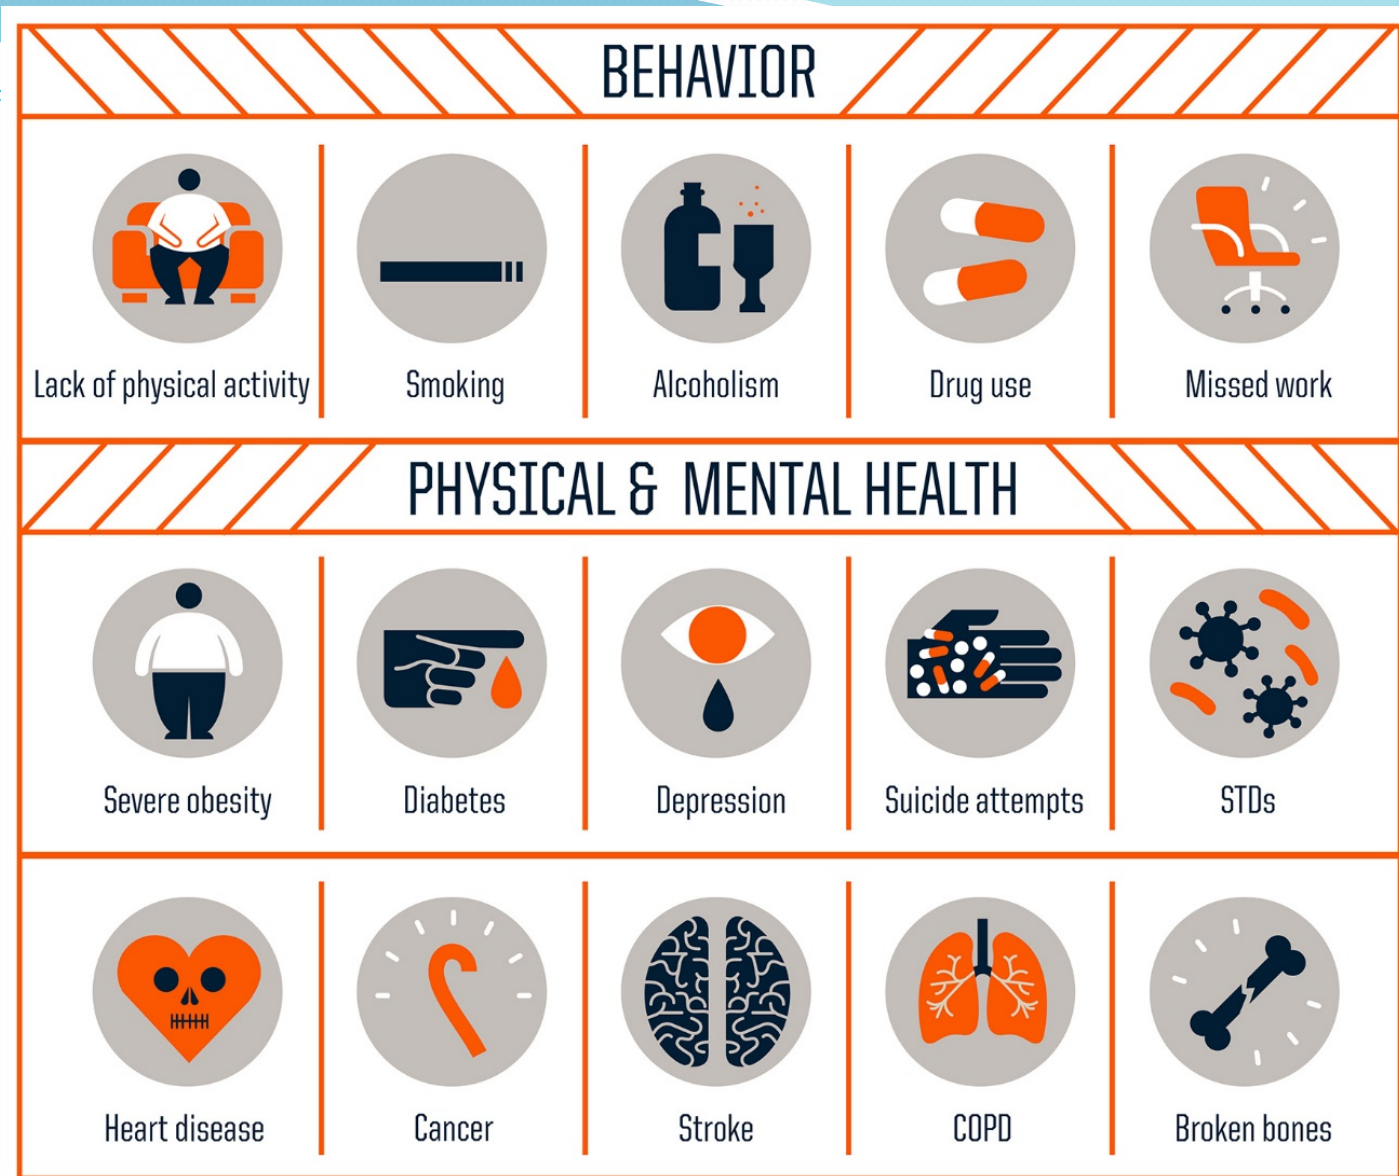 BEHAVIOR
Lack of physical activity
Smoking
Alcoholism
Drug use
Missed work
PHYSICAL & MENTAL HEALTH
Severe obesity
Diabetes
Depression
Suicide attempts
STDs
Heart disease
Cancer
Stroke
COPD
Broken bones